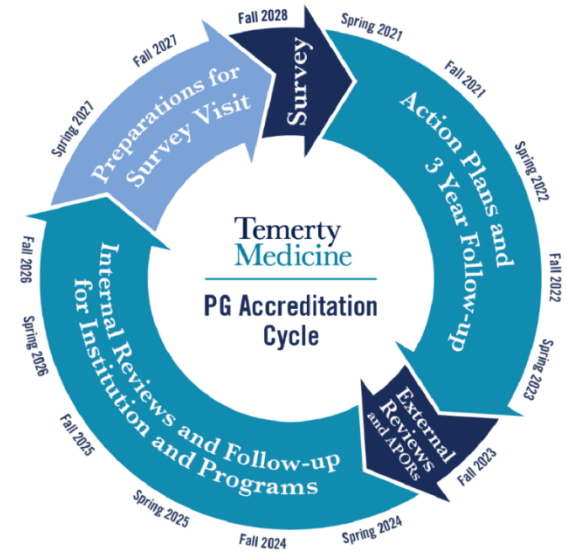 Fall 2028
Spring 2021
Fall 2021
Spring 2022
Fall 2022
Spring 2023
Fall 2023
Spring 2024
Fall 2024
Spring 2025
Fall 2025
Spring 2026
Fall 2026
Spring 2027
Fall 2027
Survey
Action Plans and
3 Year Follow-up
External
Reviews
and APORs
Internal Reviews and Follow-up
for Institution and Programs
Preparations for
Survey Visit
Temerty
Medicine
PG Accreditation
Cycle